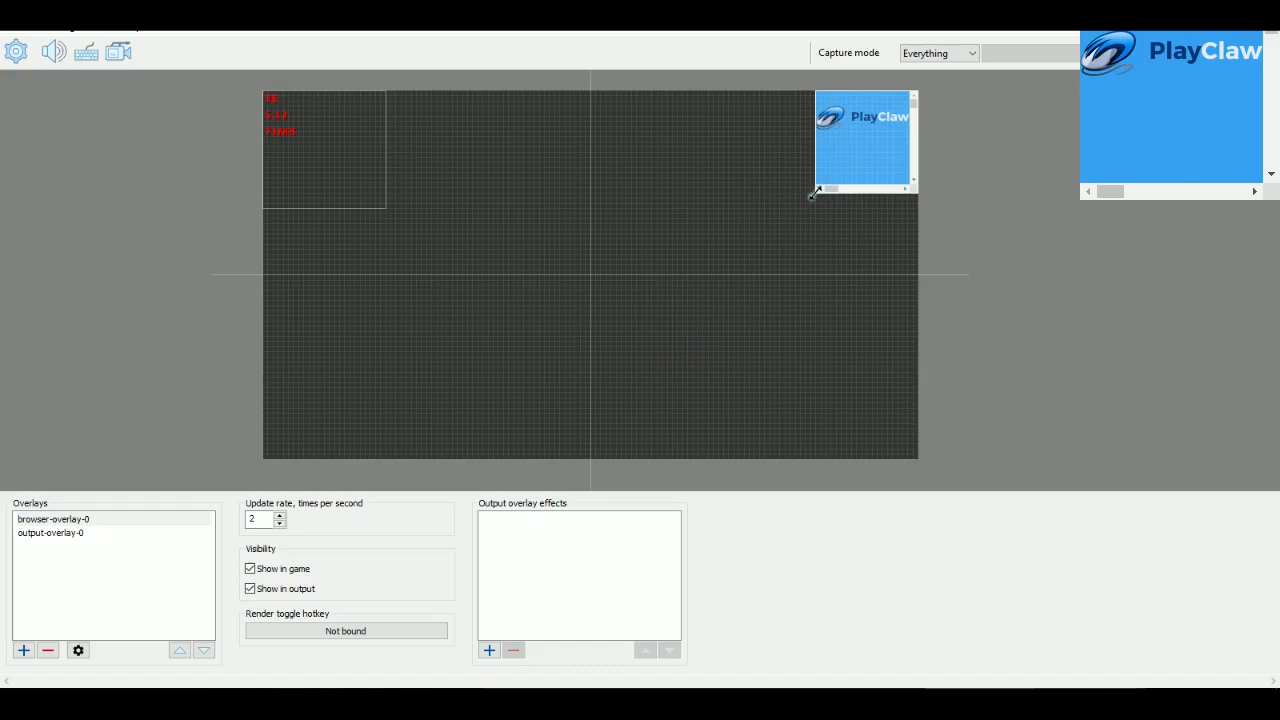 Capture mode
Everything
PlayClaw
71MB
PlayClaw
Overlays
browser-overlay-0
output-overlay-0
Update rate, times per second
2
Visibility
Show in game
Show in output
Render toggle hotkey
Not bound
Output overlay effects